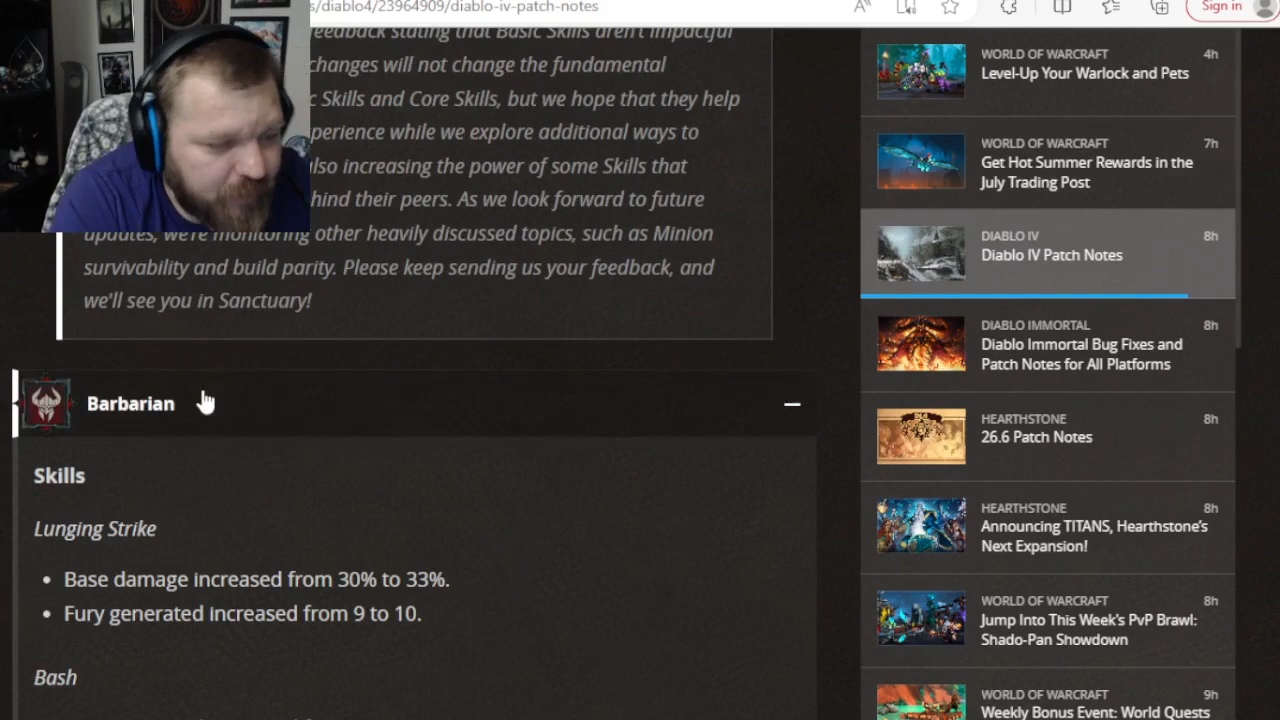 s/diablo4/23964909/diablo-iv-patch-notes
Sign in
feedback stating that Basic Skills aren't impactful
changes will not change the fundamental
c Skills and Core Skills, but we hope that they help
perience while we explore additional ways to
lso increasing the power of some Skills that
hind their peers. As we look forward to future
updates, we're monitoring other heavily discussed topics, such as Minion
survivability and build parity. Please keep sending us your feedback, and
we'll see you in Sanctuary!
Barbarian
Skills
Lunging Strike
• Base damage increased from 30% to 33%.
• Fury generated increased from 9 to 10.
Bash
WORLD OF WARCRAFT 4h
Level-Up Your Warlock and Pets
WORLD OF WARCRAFT 7h
Get Hot Summer Rewards in the
July Trading Post
DIABLO IV 8h
Diablo IV Patch Notes
DIABLO IMMORTAL 8h
Diablo Immortal Bug Fixes and
Patch Notes for All Platforms
HEARTHSTONE 8h
26.6 Patch Notes
HEARTHSTONE 8h
Announcing TITANS, Hearthstone's
Next Expansion!
WORLD OF WARCRAFT 8h
Jump Into This Week's PvP Brawl:
Shado-Pan Showdown
WORLD OF WARCRAFT 9h
Weekly Bonus Event: World Quests